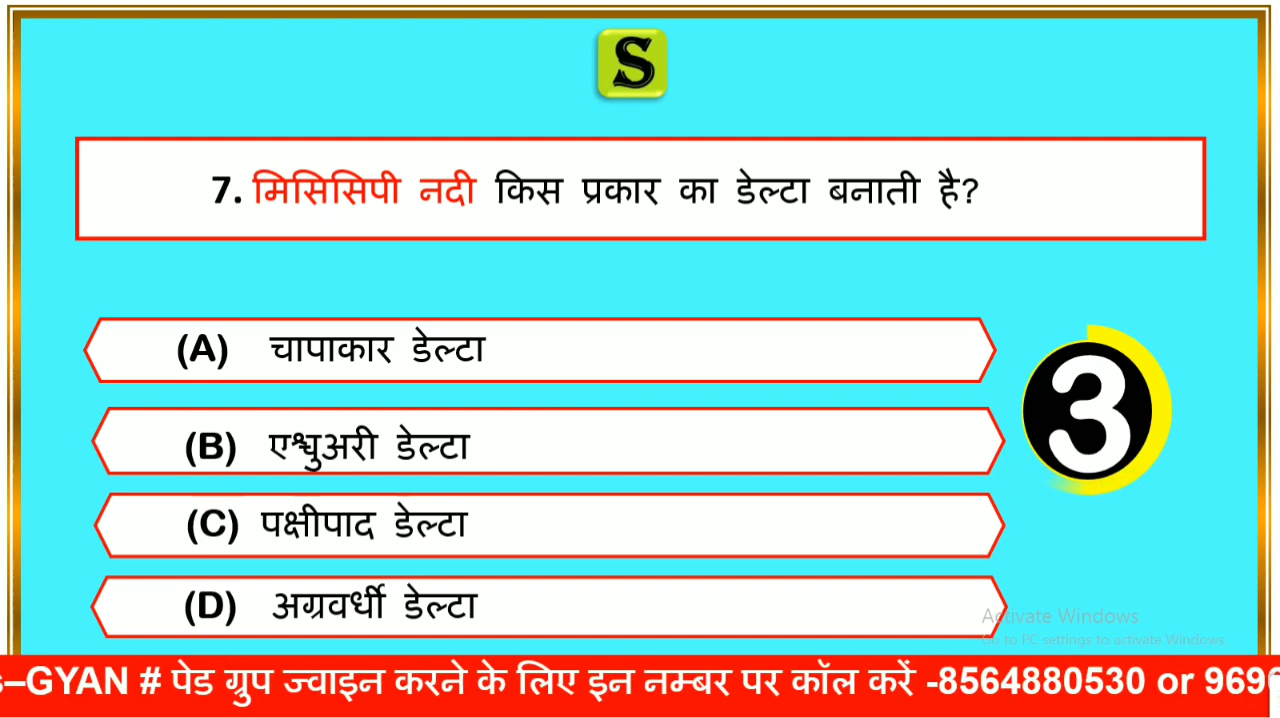 S
7. मिसिसिपी नदी किस प्रकार का डेल्टा बनाती है?
(A) चापाकार डेल्टा
(B) एश्चुअरी डेल्टा
(C) पक्षीपाद डेल्टा
(D) अग्रवर्धी डेल्टा
3
Activate Windows
Go to PC settings to activate Windows.
–GYAN # पेड ग्रुप ज्वाइन करने के लिए इन नम्बर पर कॉल करें -8564880530 or 969